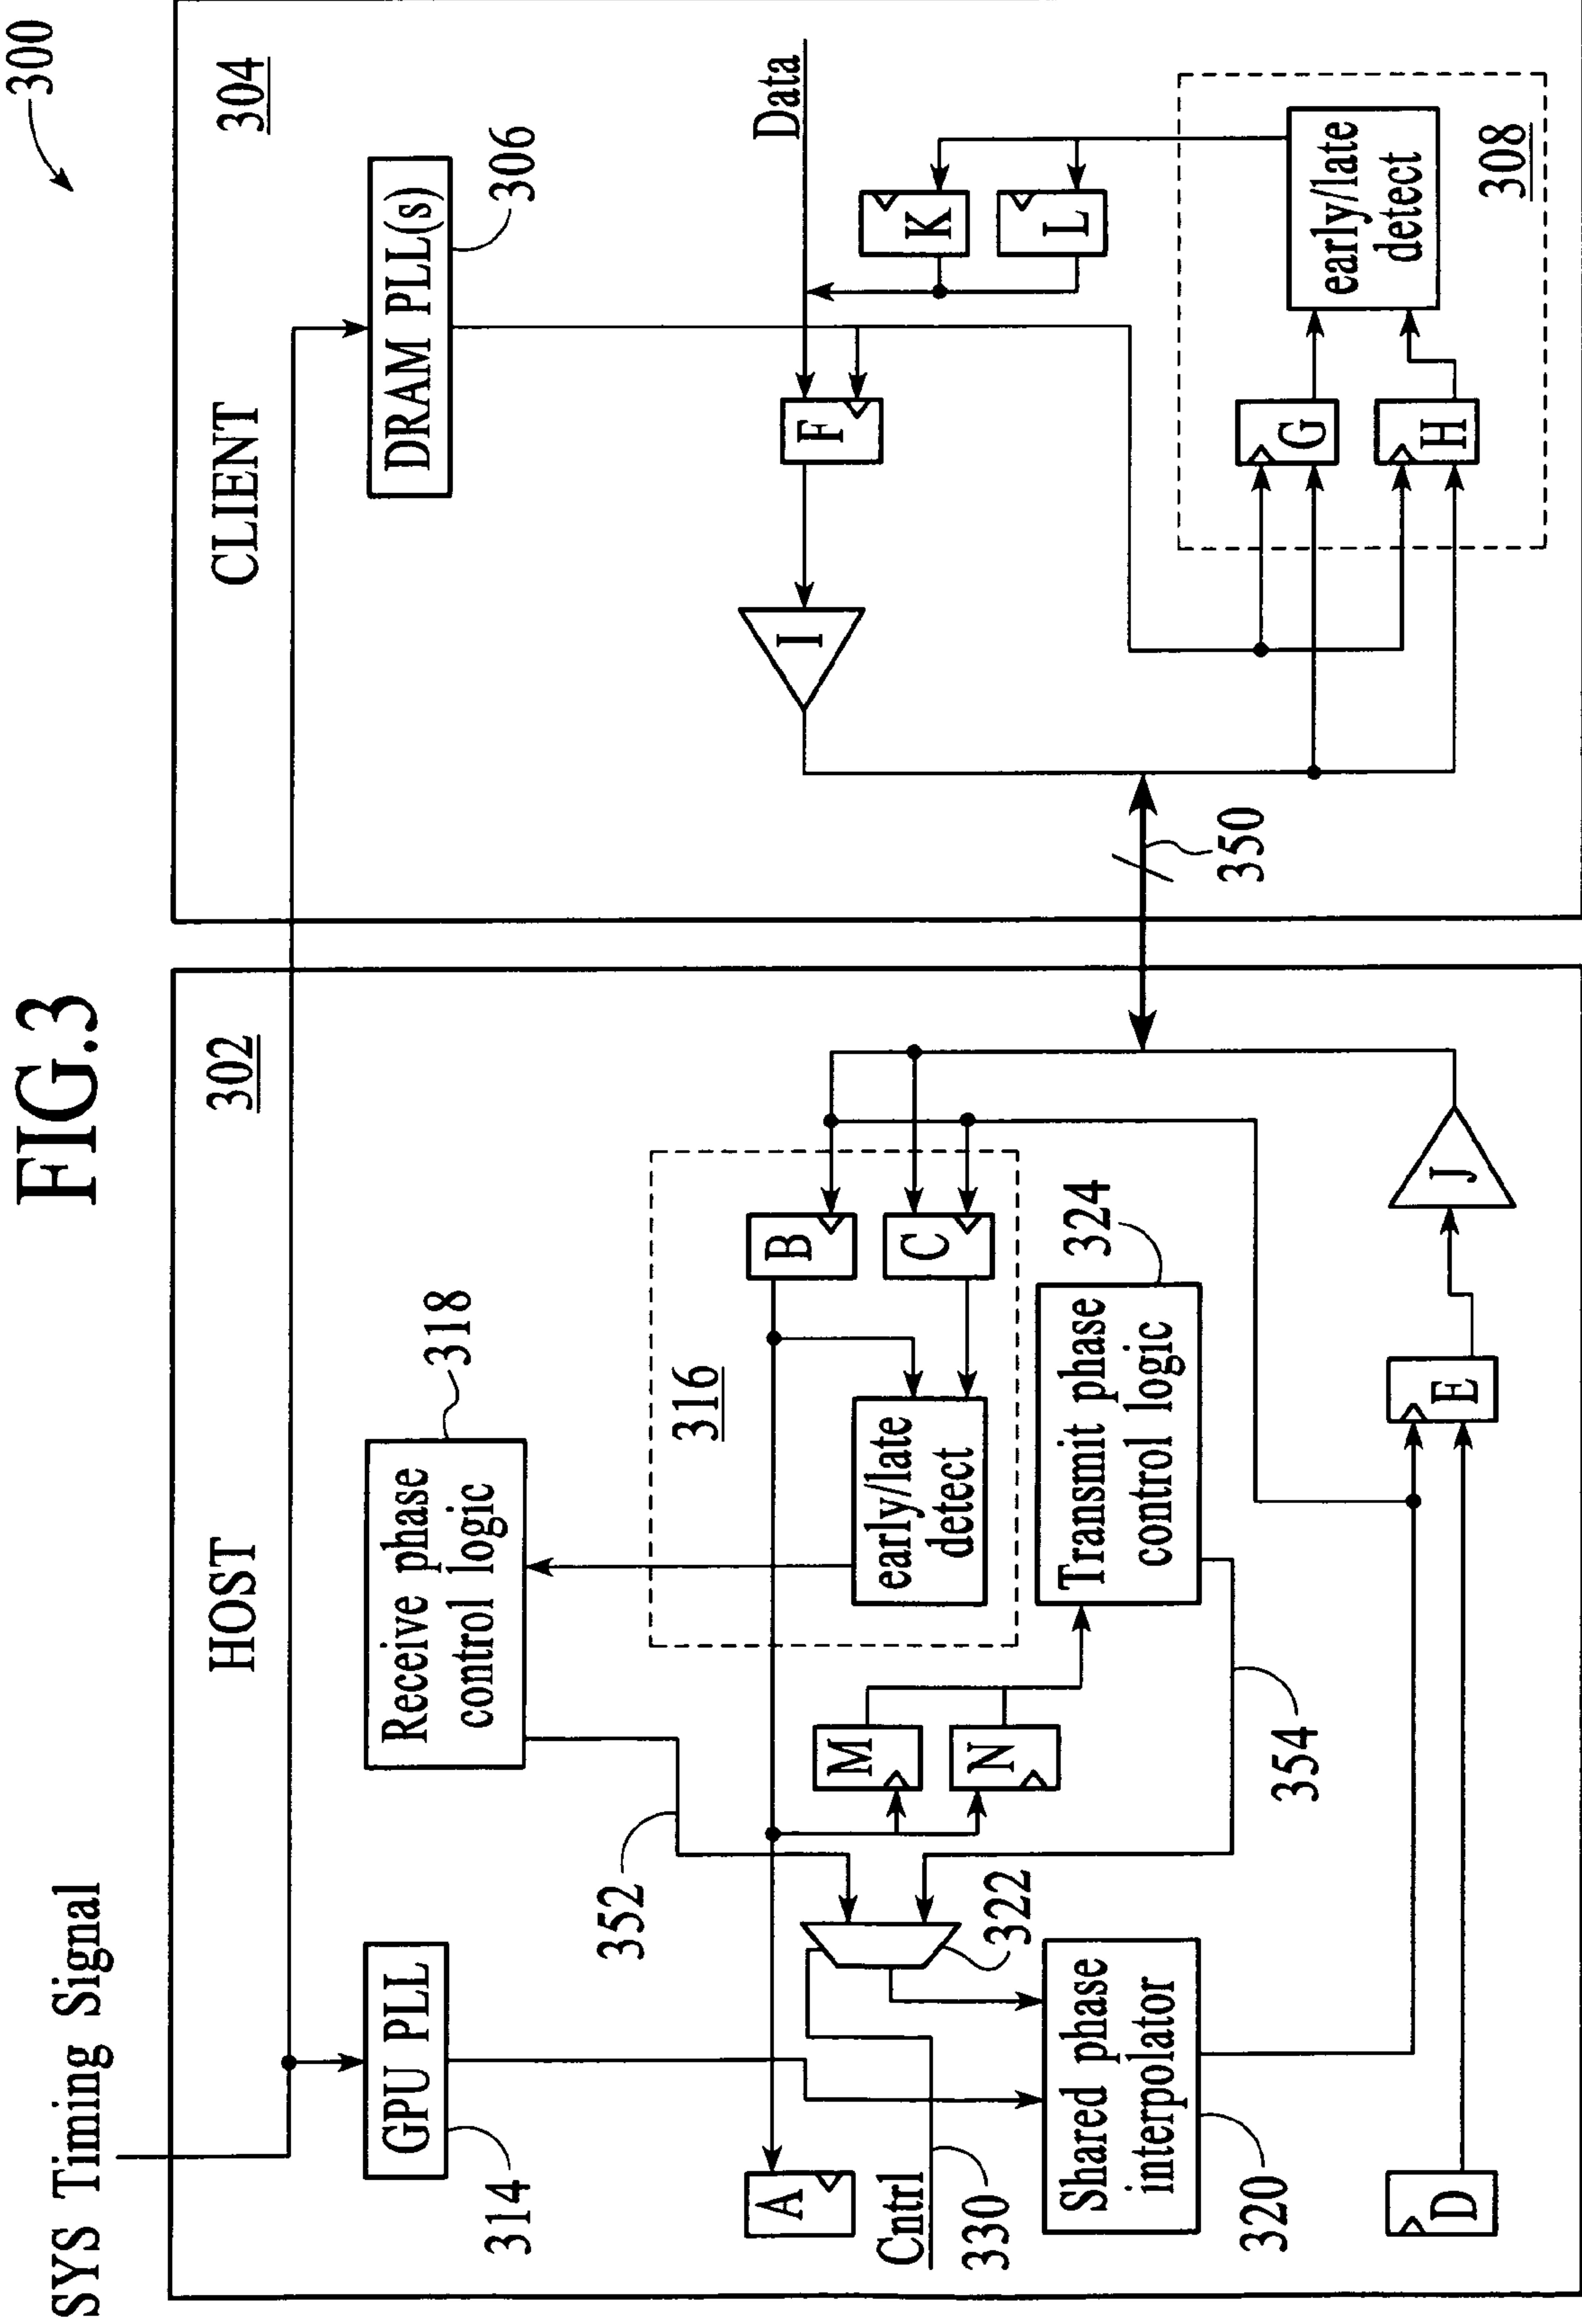 FIG.3
300
SYS Timing Signal
HOST
302
CLIENT
304
GPU PLL
314
Receive phase
control logic
318
DRAM PLL(s)
306
352
316
A
M
N
B
C
early/late
detect
Cntrl
330
322
Transmit phase
control logic
324
354
Shared phase
interpolator
320
D
E
J
350
I
F
Data
K
L
G
H
early/late
detect
308